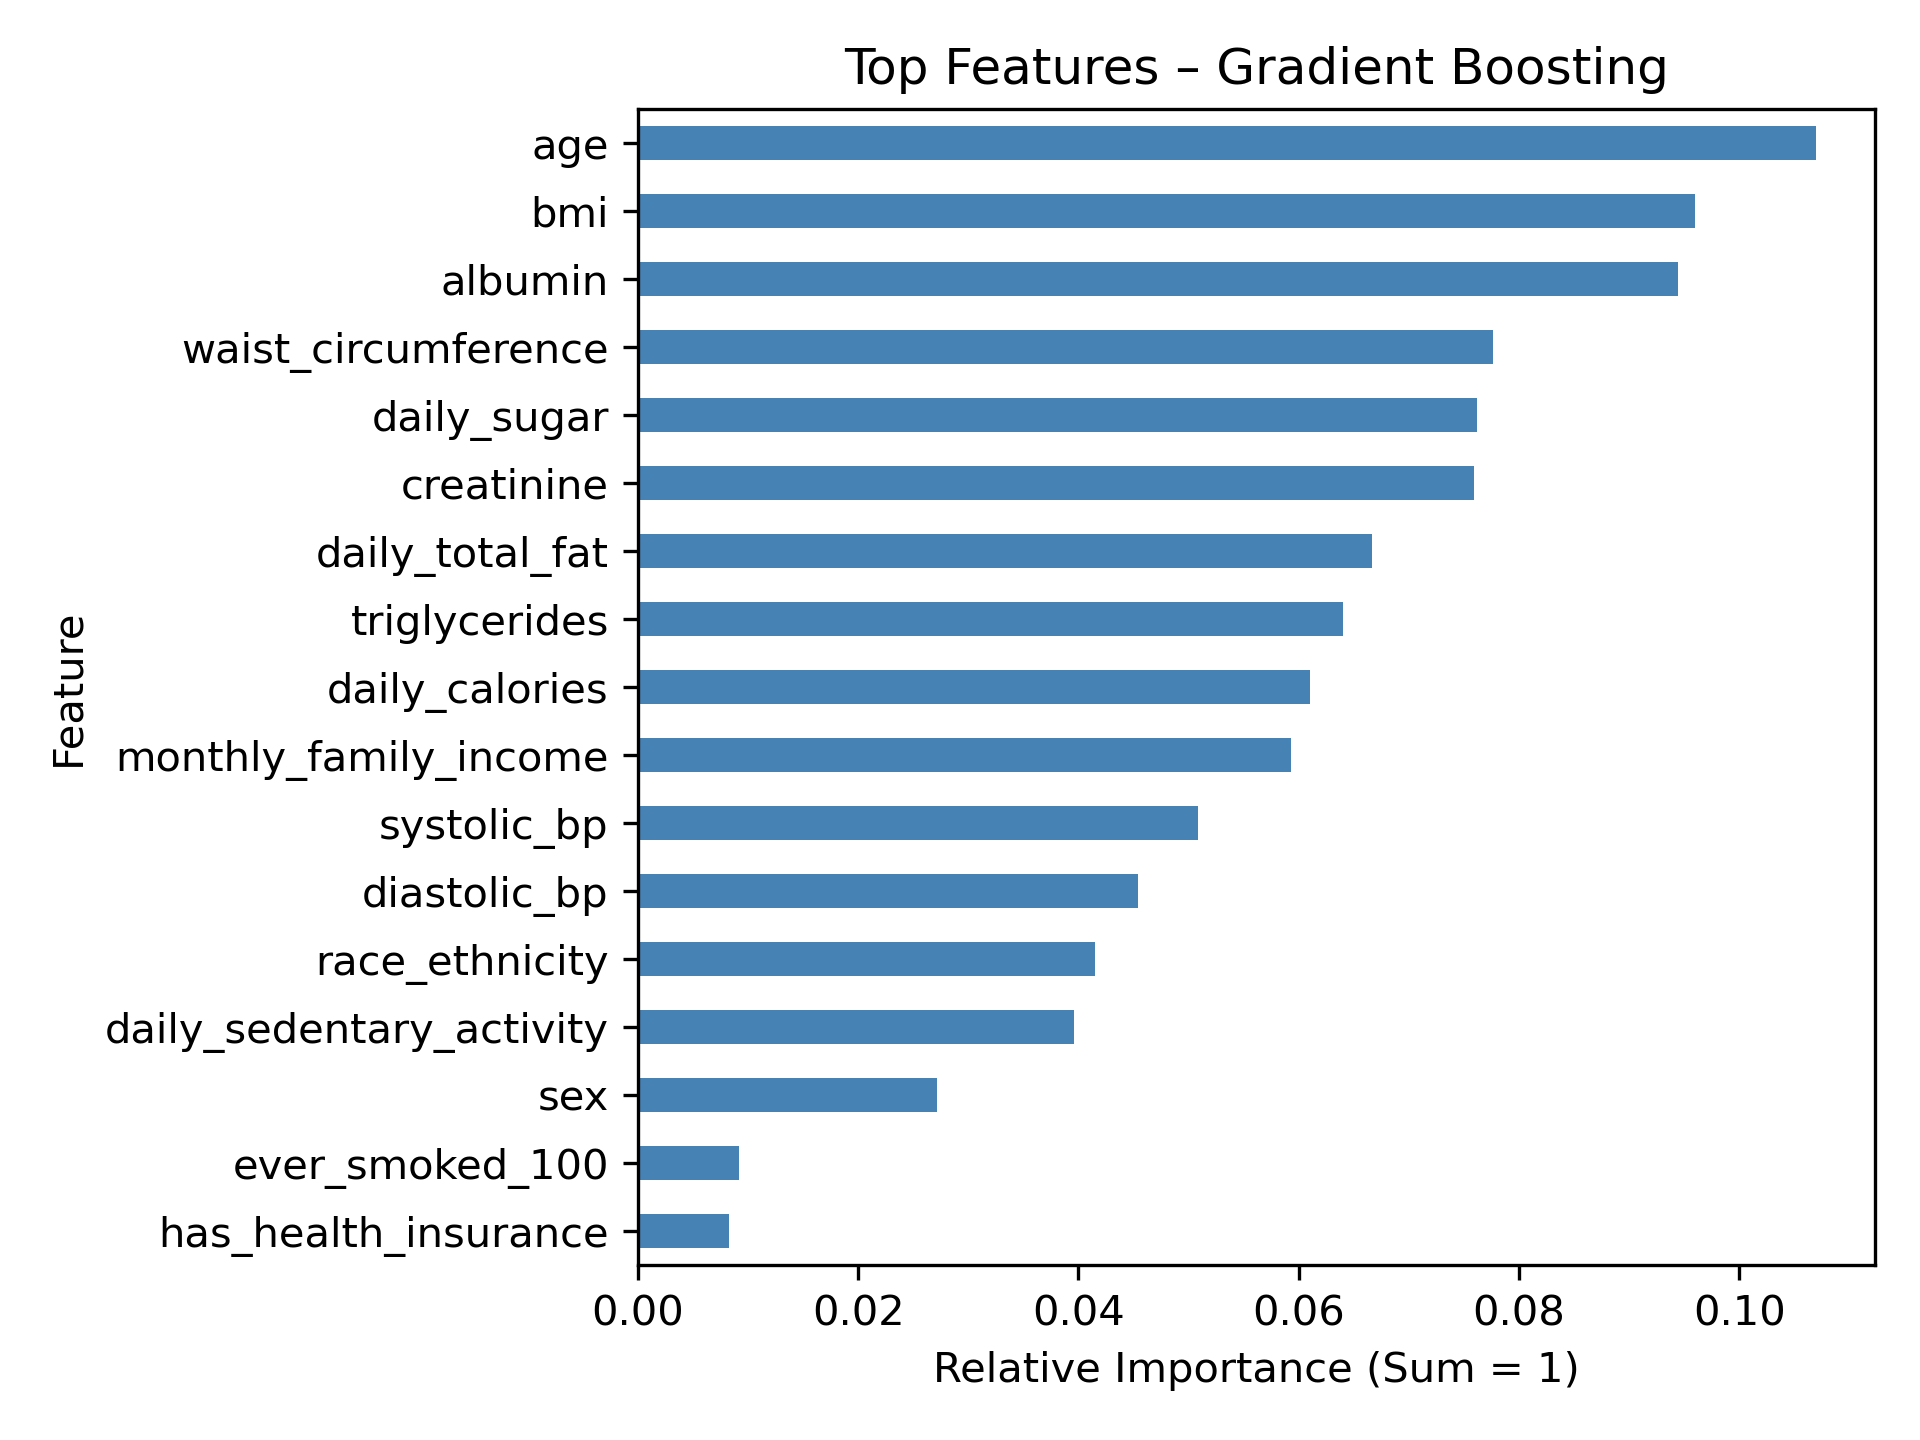 Top Features – Gradient Boosting
age
bmi
albumin
waist_circumference
daily_sugar
creatinine
daily_total_fat
triglycerides
daily_calories
monthly_family_income
systolic_bp
diastolic_bp
race_ethnicity
daily_sedentary_activity
sex
ever_smoked_100
has_health_insurance
Feature
0.00 0.02 0.04 0.06 0.08 0.10
Relative Importance (Sum = 1)